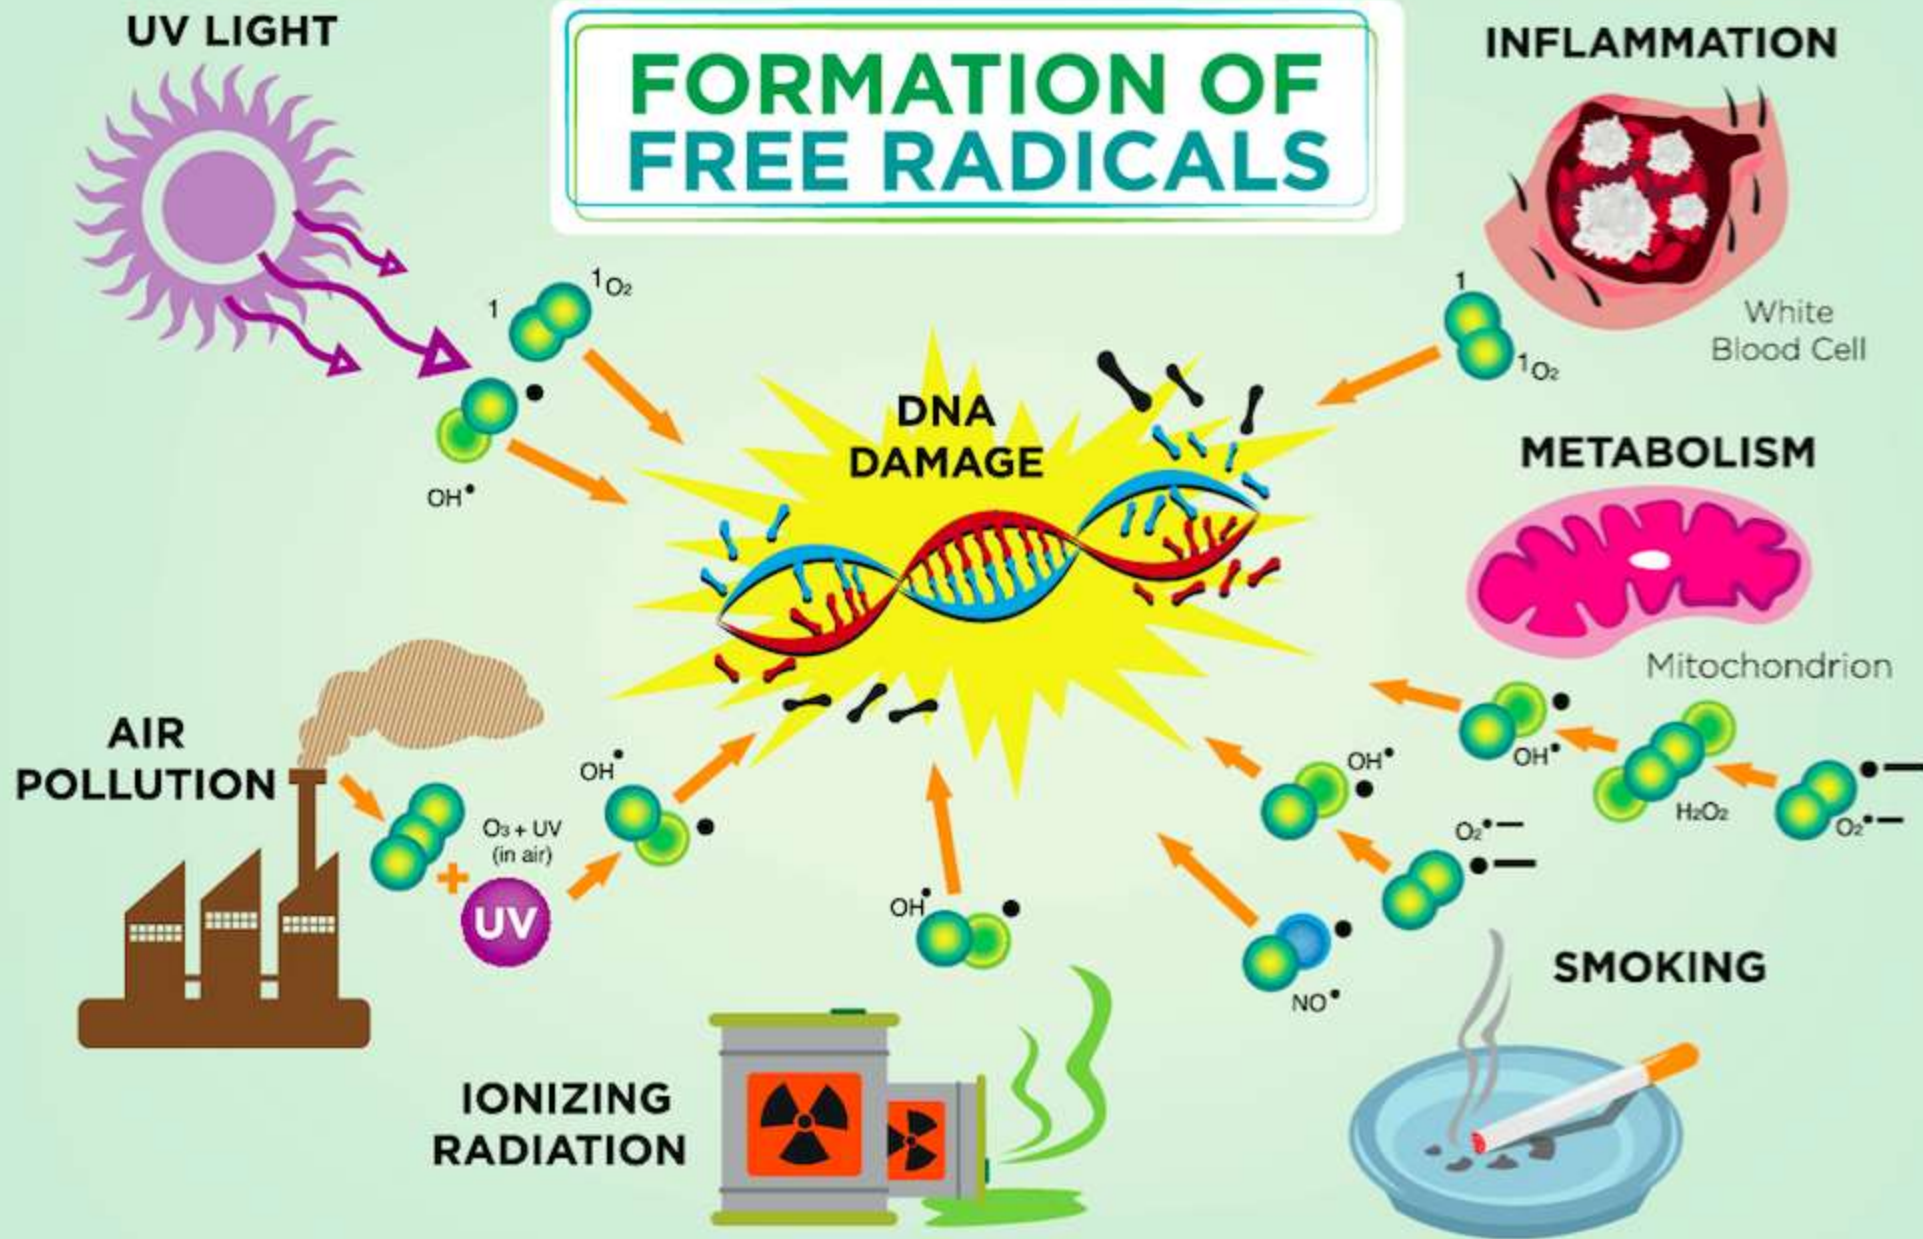 UV LIGHT
FORMATION OF
FREE RADICALS
INFLAMMATION
White
Blood Cell
1
¹O₂
OH•
1
¹O₂
DNA
DAMAGE
METABOLISM
Mitochondrion
OH•
H₂O₂
O₂•—
AIR
POLLUTION
O₃ + UV
(in air)
UV
OH•
OH•
OH•
O₂•—
NO•
SMOKING
IONIZING
RADIATION